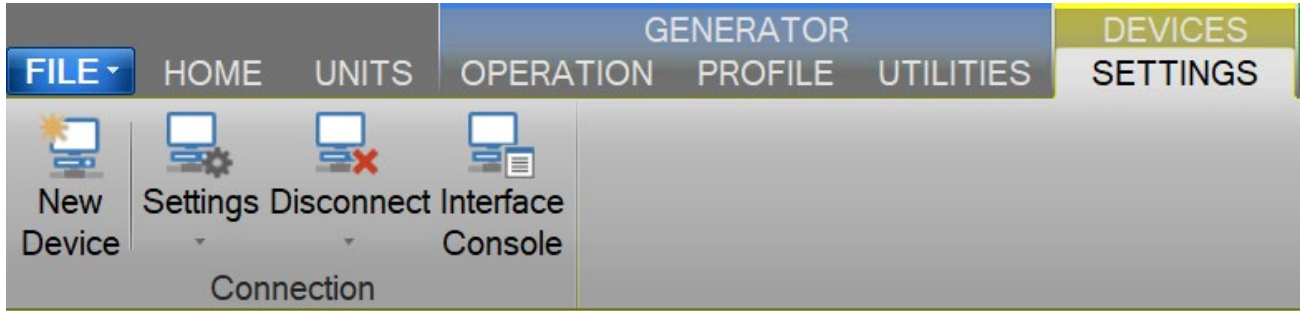 GENERATOR DEVICES
FILE HOME UNITS OPERATION PROFILE UTILITIES SETTINGS
New Settings Disconnect Interface
Device Console
Connection